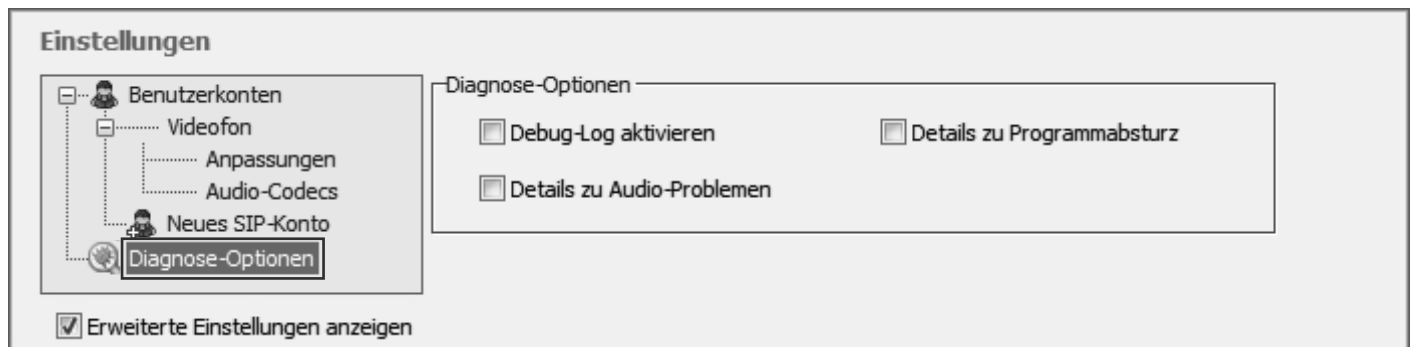 Einstellungen
Benutzerkonten
Videofon
Anpassungen
Audio-Codecs
Neues SIP-Konto
Diagnose-Optionen
Erweiterte Einstellungen anzeigen
Diagnose-Optionen
Debug-Log aktivieren
Details zu Programmabsturz
Details zu Audio-Problemen